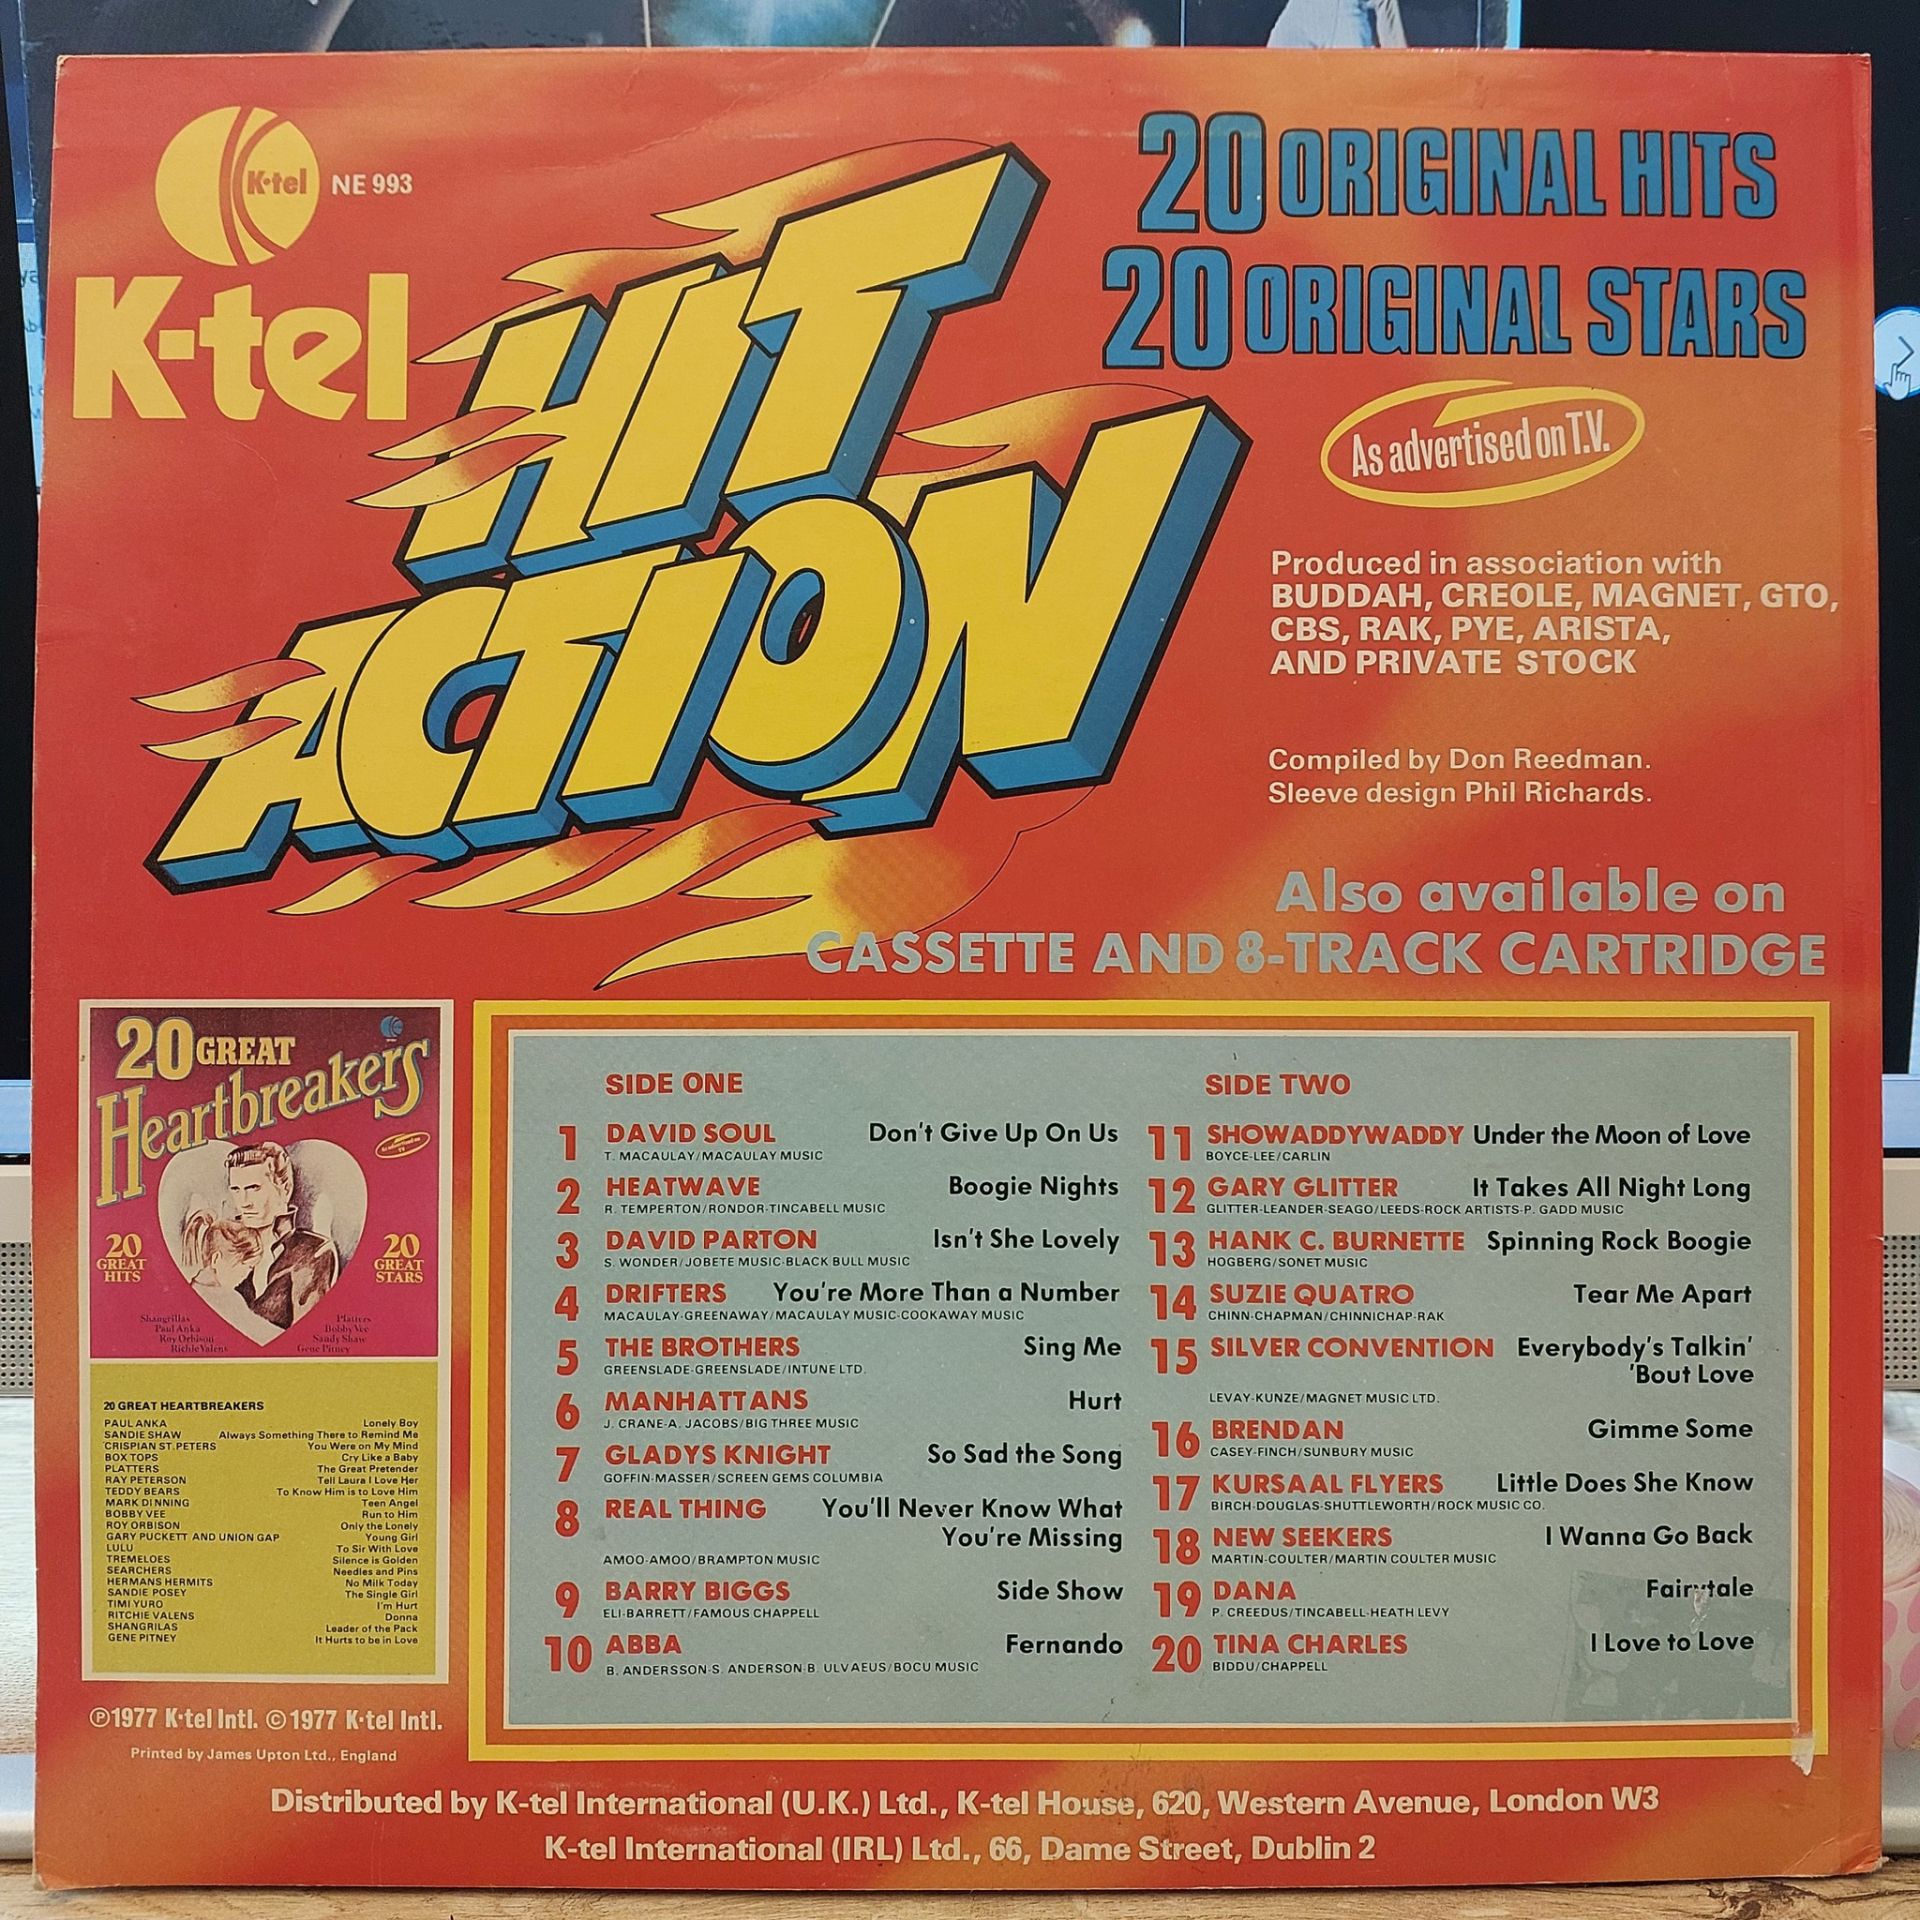 K-tel NE 993
K-tel
HIT
ACTION
20 ORIGINAL HITS
20 ORIGINAL STARS
As advertised on T.V.
Produced in association with
BUDDAH, CREOLE, MAGNET, GTO,
CBS, RAK, PYE, ARISTA,
AND PRIVATE STOCK
Compiled by Don Reedman.
Sleeve design Phil Richards.
Also available on
CASSETTE AND 8-TRACK CARTRIDGE
20 GREAT
Heartbreakers
20 GREAT HITS
20 GREAT STARS
Shangrillas
Paul Anka
Roy Orbison
Richie Valens
Platters
Bobby Vee
Sandy Shaw
Gene Pitney
20 GREAT HEARTBREAKERS
PAUL ANKA Lonely Boy
SANDIE SHAW Always Something There to Remind Me
CRISPIAN ST. PETERS You Were on My Mind
BOX TOPS Cry Like a Baby
PLATTERS The Great Pretender
RAY PETERSON Tell Laura I Love Her
TEDDY BEARS To Know Him is to Love Him
MARK DINNING Teen Angel
BOBBY VEE Run to Him
ROY ORBISON Only the Lonely
GARY PUCKETT AND UNION GAP Young Girl
LULU To Sir With Love
TREMELOES Silence is Golden
SEARCHERS Needles and Pins
HERMANS HERMITS No Milk Today
SANDIE POSEY The Single Girl
TIMI YURO I'm Hurt
RITCHIE VALENS Donna
SHANGRILAS Leader of the Pack
GENE PITNEY It Hurts to be in Love
SIDE ONE
1 DAVID SOUL Don't Give Up On Us
T. MACAULAY/MACAULAY MUSIC
2 HEATWAVE Boogie Nights
R. TEMPERTON/RONDOR-TINCABELL MUSIC
3 DAVID PARTON Isn't She Lovely
S. WONDER/JOBETE MUSIC-BLACK BULL MUSIC
4 DRIFTERS You're More Than a Number
MACAULAY-GREENAWAY/MACAULAY MUSIC-COOKAWAY MUSIC
5 THE BROTHERS Sing Me
GREENSLADE-GREENSLADE/INTUNE LTD.
6 MANHATTANS Hurt
J. CRANE-A. JACOBS/BIG THREE MUSIC
7 GLADYS KNIGHT So Sad the Song
GOFFIN-MASSER/SCREEN GEMS COLUMBIA
8 REAL THING You'll Never Know What
You're Missing
AMOO-AMOO/BRAMPTON MUSIC
9 BARRY BIGGS Side Show
ELI-BARRETT/FAMOUS CHAPPELL
10 ABBA Fernando
B. ANDERSSON-S. ANDERSON-B. ULVAEUS/BOCU MUSIC
SIDE TWO
11 SHOWADDYWADDY Under the Moon of Love
BOYCE-LEE/CARLIN
12 GARY GLITTER It Takes All Night Long
GLITTER-LEANDER-SEAGO/LEEDS-ROCK ARTISTS-P. GADD MUSIC
13 HANK C. BURNETTE Spinning Rock Boogie
HOGBERG/SONET MUSIC
14 SUZIE QUATRO Tear Me Apart
CHINN-CHAPMAN/CHINNICHAP-RAK
15 SILVER CONVENTION Everybody's Talkin'
'Bout Love
LEVAY-KUNZE/MAGNET MUSIC LTD.
16 BRENDAN Gimme Some
CASEY-FINCH/SUNBURY MUSIC
17 KURSAAL FLYERS Little Does She Know
BIRCH-DOUGLAS-SHUTTLEWORTH/ROCK MUSIC CO.
18 NEW SEEKERS I Wanna Go Back
MARTIN-COULTER/MARTIN COULTER MUSIC
19 DANA Fairytale
P. CREEDUS/TINCABELL-HEATH LEVY
20 TINA CHARLES I Love to Love
BIDDU/CHAPPELL
Ⓟ1977 K-tel Intl. ©1977 K-tel Intl.
Printed by James Upton Ltd., England
Distributed by K-tel International (U.K.) Ltd., K-tel House, 620, Western Avenue, London W3
K-tel International (IRL) Ltd., 66, Dame Street, Dublin 2